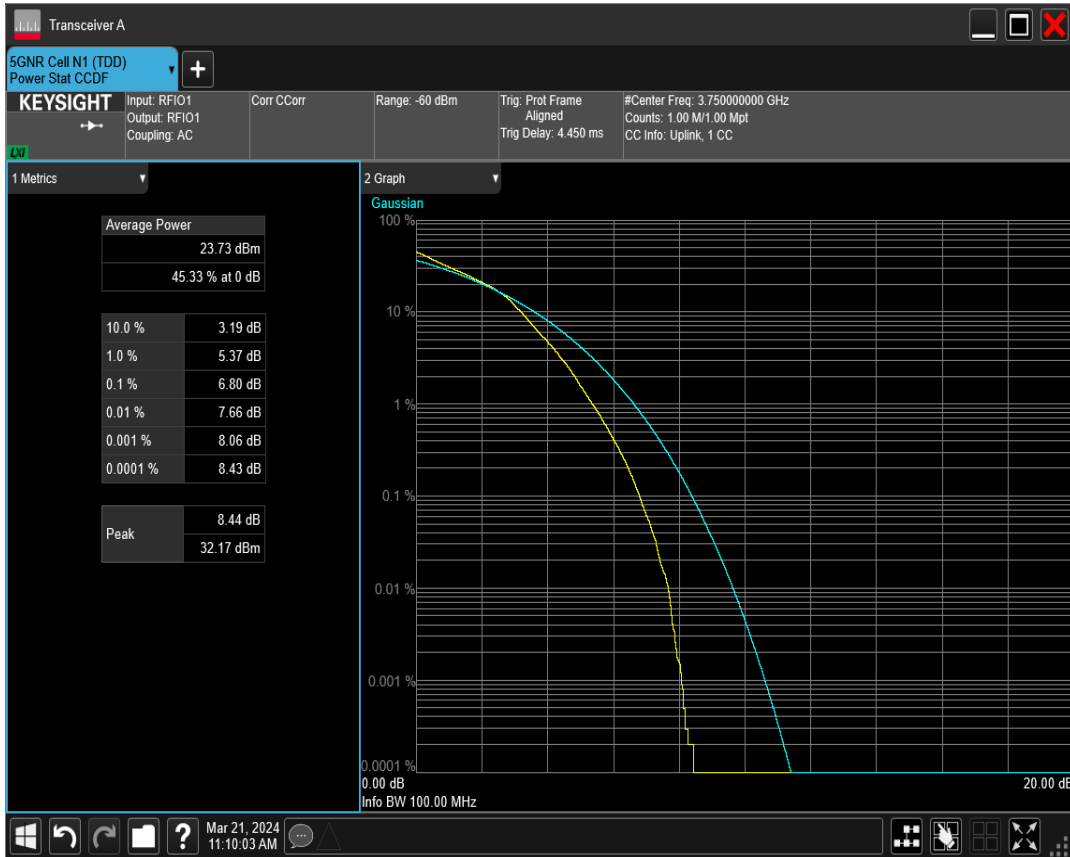 Transceiver A
5GNR Cell N1 (TDD)
Power Stat CCDF
+
KEYSIGHT
LXI
Input: RFIO1
Output: RFIO1
Coupling: AC
Corr CCorr
Range: -60 dBm
Trig: Prot Frame
Aligned
Trig Delay: 4.450 ms
#Center Freq: 3.750000000 GHz
Counts: 1.00 M/1.00 Mpt
CC Info: Uplink, 1 CC
1 Metrics
Average Power
23.73 dBm
45.33 % at 0 dB
10.0 % 3.19 dB
1.0 % 5.37 dB
0.1 % 6.80 dB
0.01 % 7.66 dB
0.001 % 8.06 dB
0.0001 % 8.43 dB
Peak
8.44 dB
32.17 dBm
2 Graph
Gaussian
100 %
10 %
1 %
0.1 %
0.01 %
0.001 %
0.0001 %
0.00 dB 20.00 dB
Info BW 100.00 MHz
?
Mar 21, 2024
11:10:03 AM